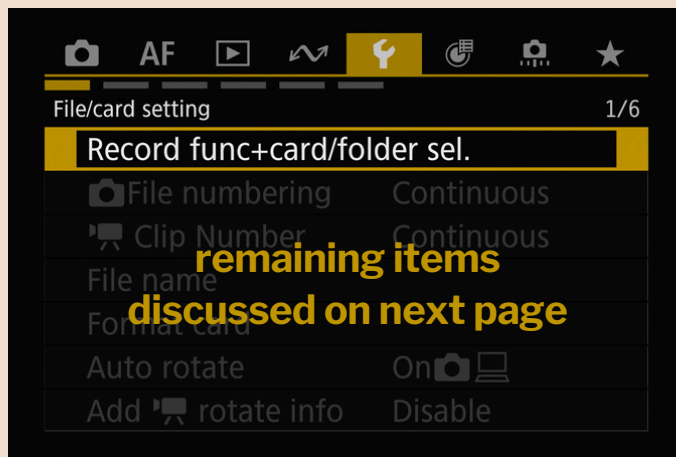 AF
File/card setting 1/6
Record func+card/folder sel.
File numbering Continuous
Clip Number Continuous
remaining items
File name
discussed on next page
Format card
Auto rotate On
Add rotate info Disable